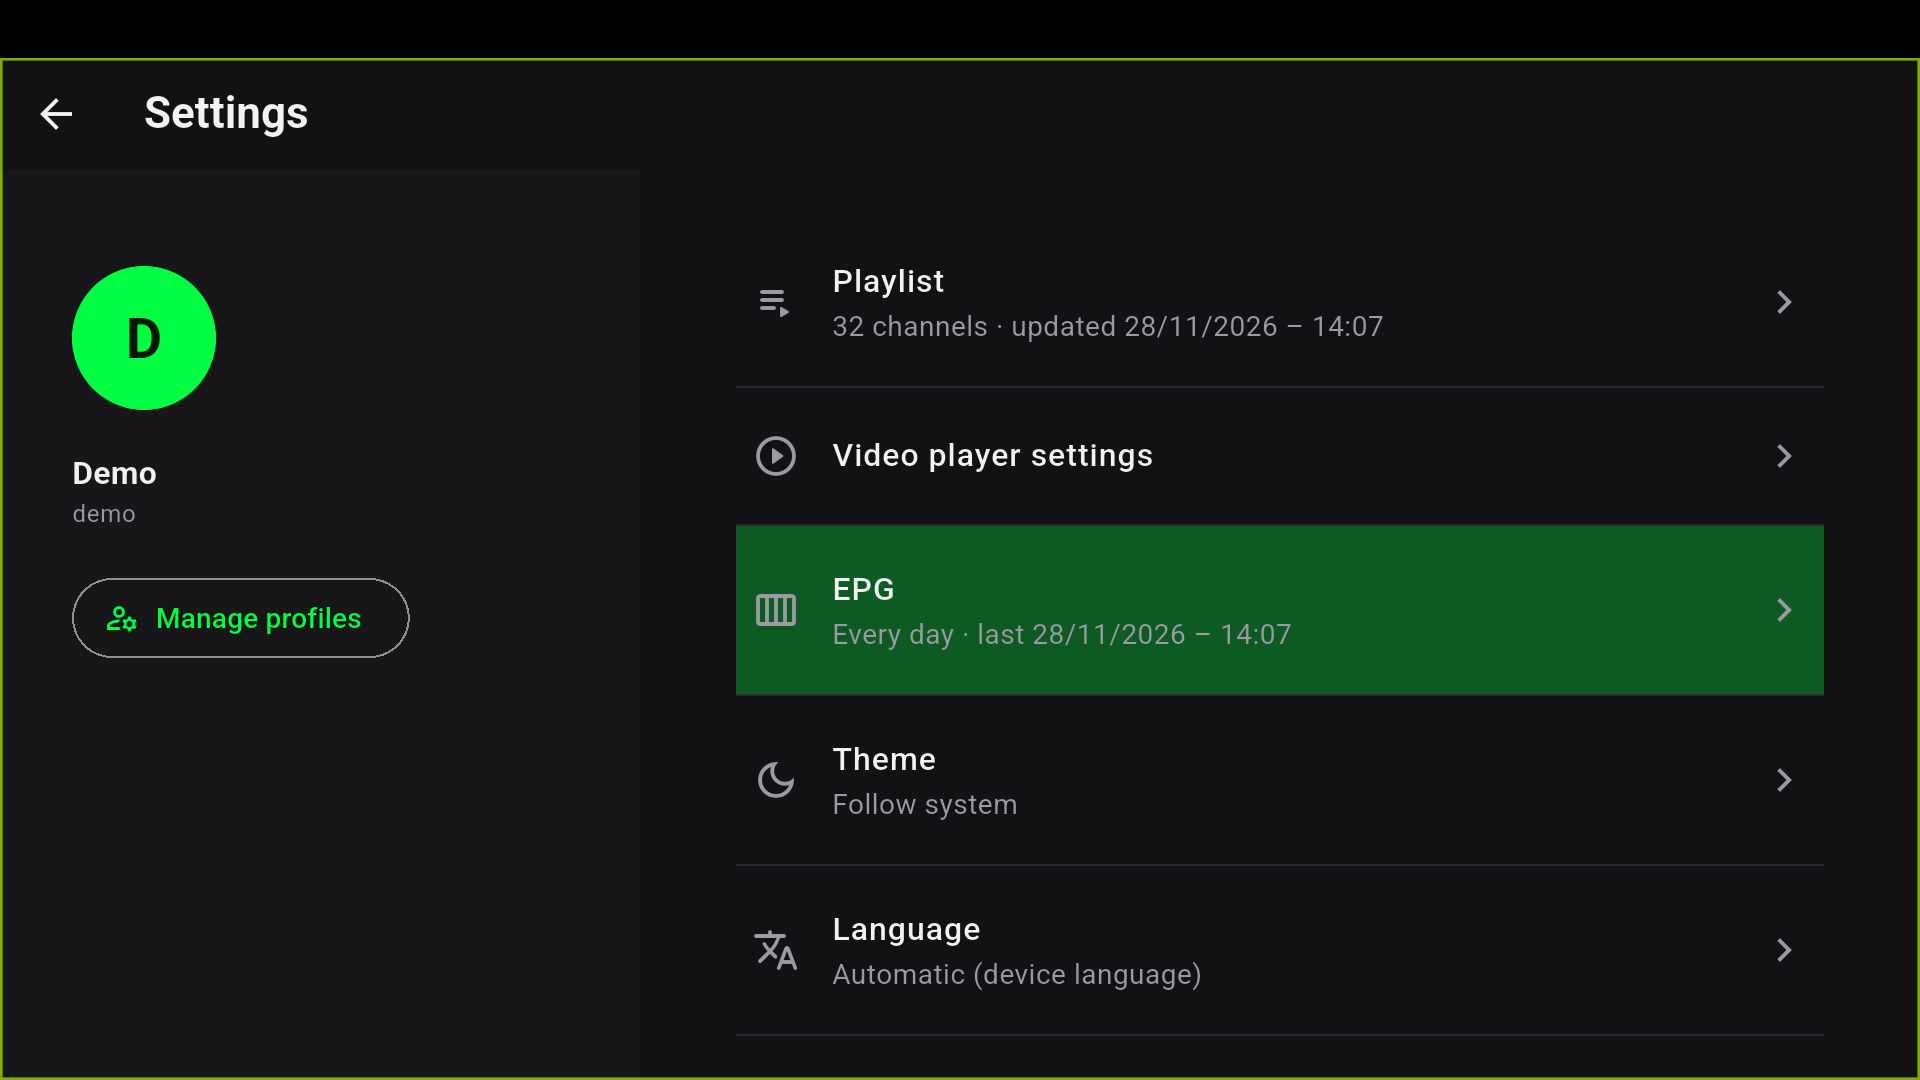 Settings
D
Demo
demo
Manage profiles
Playlist
32 channels · updated 28/11/2026 – 14:07
Video player settings
EPG
Every day · last 28/11/2026 – 14:07
Theme
Follow system
Language
Automatic (device language)